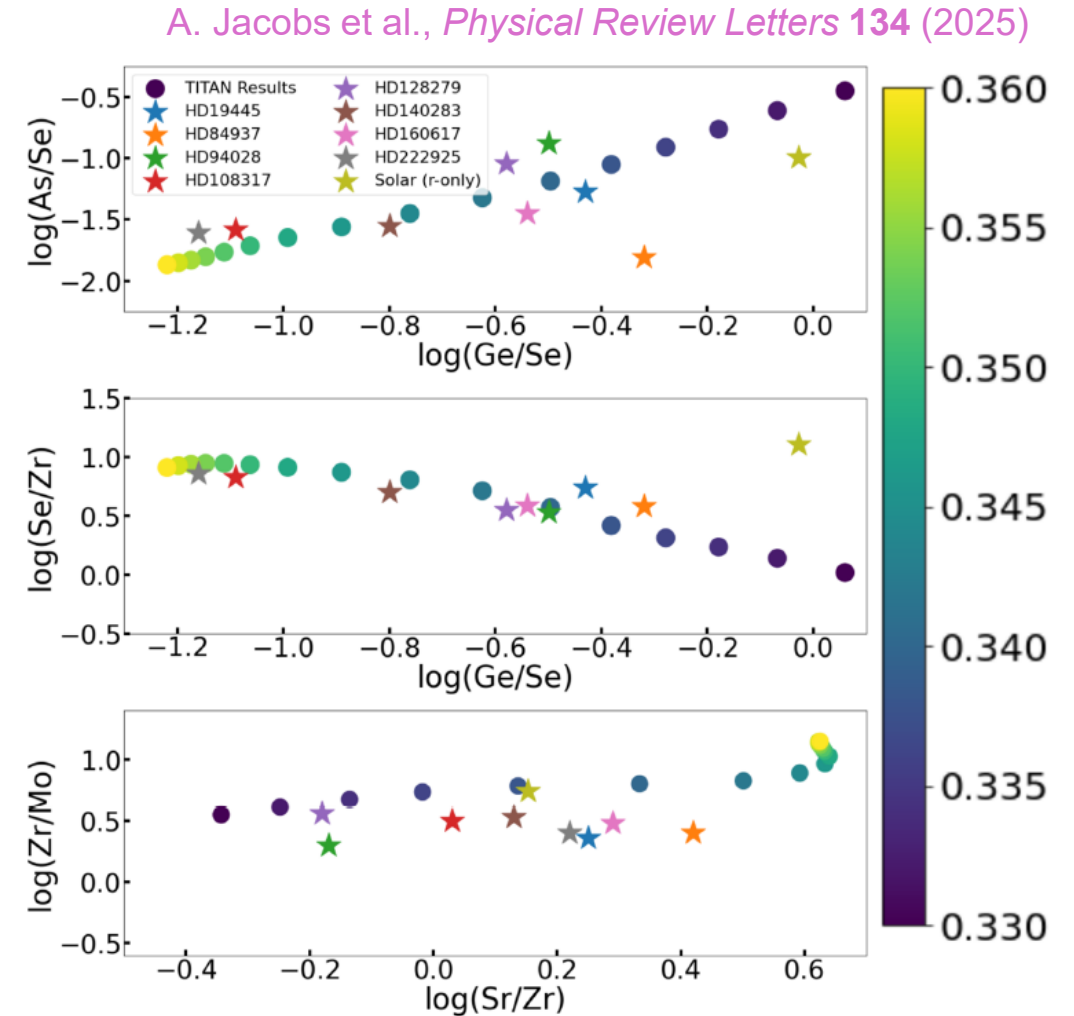 A. Jacobs et al., Physical Review Letters 134 (2025)
TITAN Results
HD19445
HD84937
HD94028
HD108317
HD128279
HD140283
HD160617
HD222925
Solar (r-only)
log(As/Se)
−0.5
−1.0
−1.5
−2.0
−1.2 −1.0 −0.8 −0.6 −0.4 −0.2 0.0
log(Ge/Se)
log(Se/Zr)
1.5
1.0
0.5
0.0
−0.5
−1.2 −1.0 −0.8 −0.6 −0.4 −0.2 0.0
log(Ge/Se)
log(Zr/Mo)
1.0
0.5
0.0
−0.5
−0.4 −0.2 0.0 0.2 0.4 0.6
log(Sr/Zr)
0.360
0.355
0.350
0.345
0.340
0.335
0.330